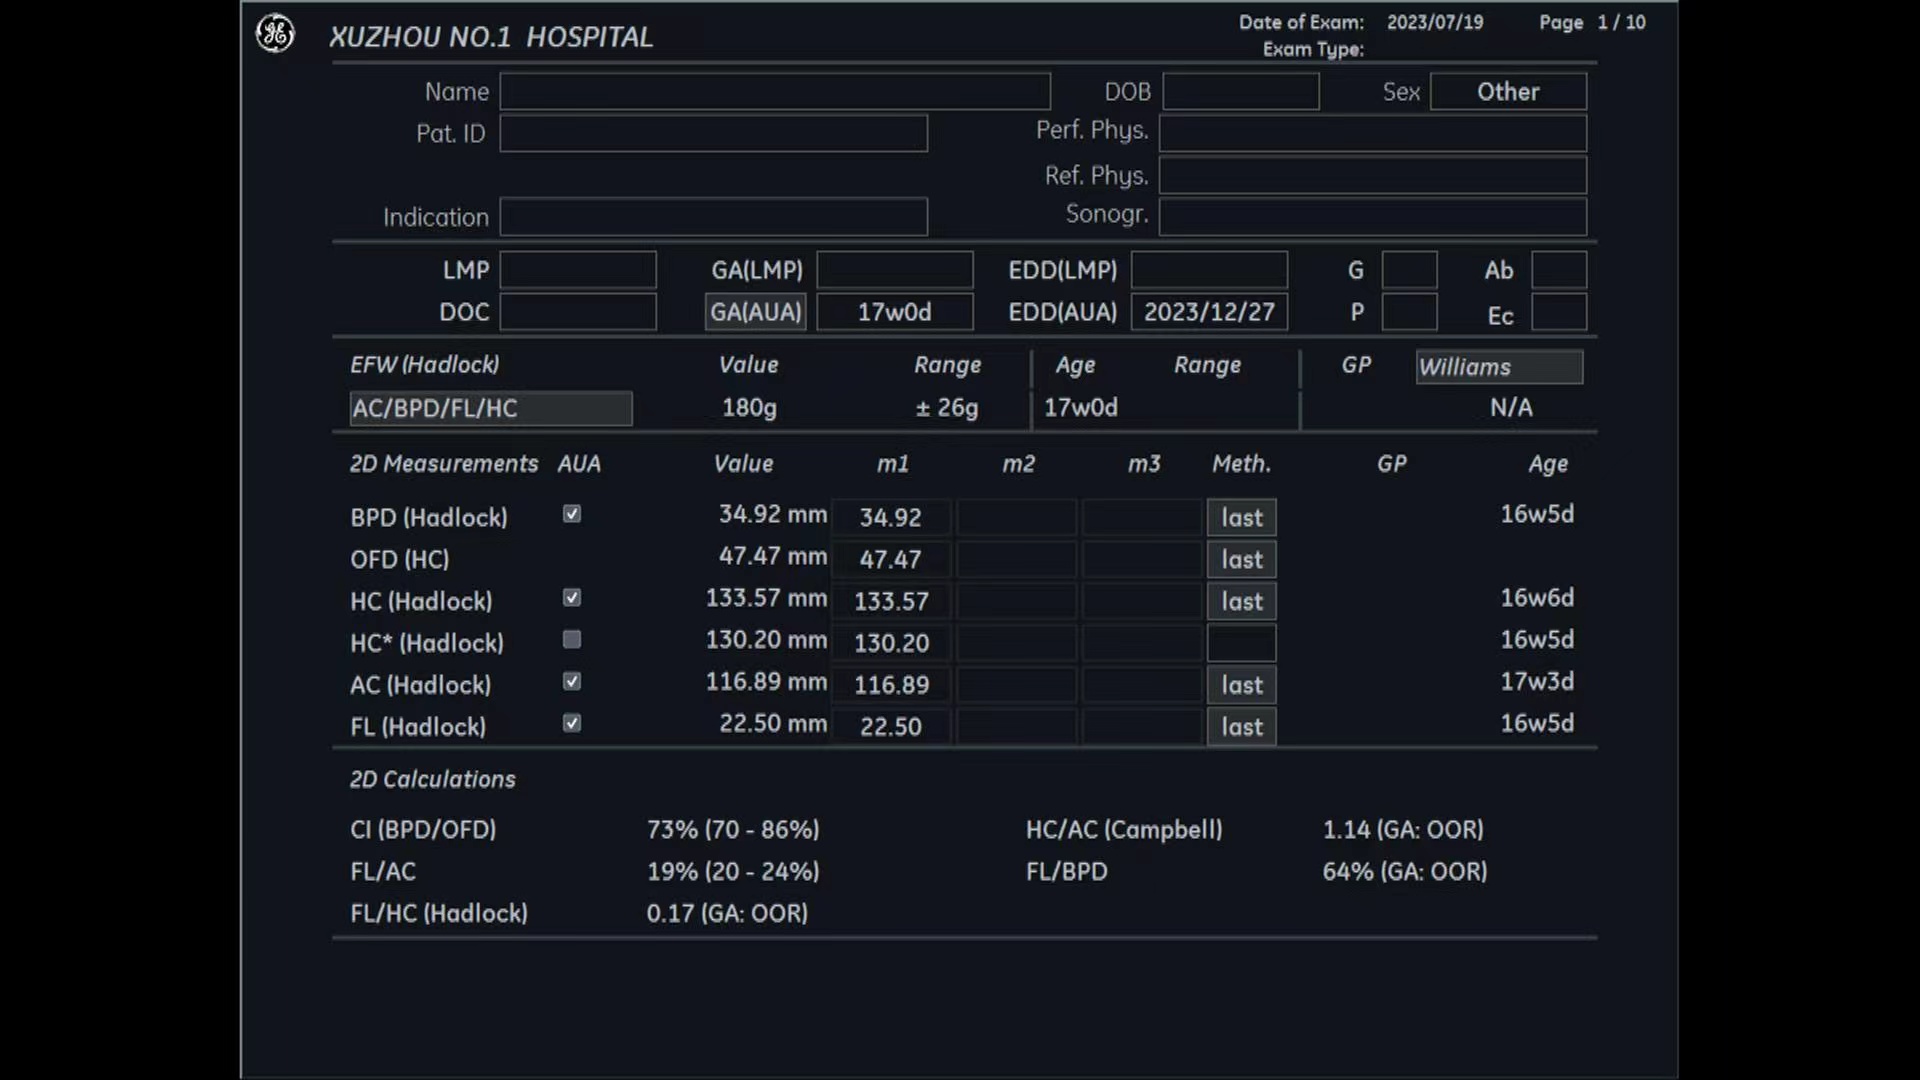 GE
XUZHOU NO.1 HOSPITAL
Date of Exam: 2023/07/19 Page 1 / 10
Exam Type:
Name DOB Sex Other
Pat. ID Perf. Phys.
Ref. Phys.
Indication Sonogr.
LMP GA(LMP) EDD(LMP) G Ab
DOC GA(AUA) 17w0d EDD(AUA) 2023/12/27 P Ec
EFW (Hadlock) Value Range Age Range GP Williams
AC/BPD/FL/HC 180g ± 26g 17w0d N/A
2D Measurements AUA Value m1 m2 m3 Meth. GP Age
BPD (Hadlock) 34.92 mm 34.92 last 16w5d
OFD (HC) 47.47 mm 47.47 last
HC (Hadlock) 133.57 mm 133.57 last 16w6d
HC* (Hadlock) 130.20 mm 130.20 16w5d
AC (Hadlock) 116.89 mm 116.89 last 17w3d
FL (Hadlock) 22.50 mm 22.50 last 16w5d
2D Calculations
CI (BPD/OFD) 73% (70 - 86%) HC/AC (Campbell) 1.14 (GA: OOR)
FL/AC 19% (20 - 24%) FL/BPD 64% (GA: OOR)
FL/HC (Hadlock) 0.17 (GA: OOR)